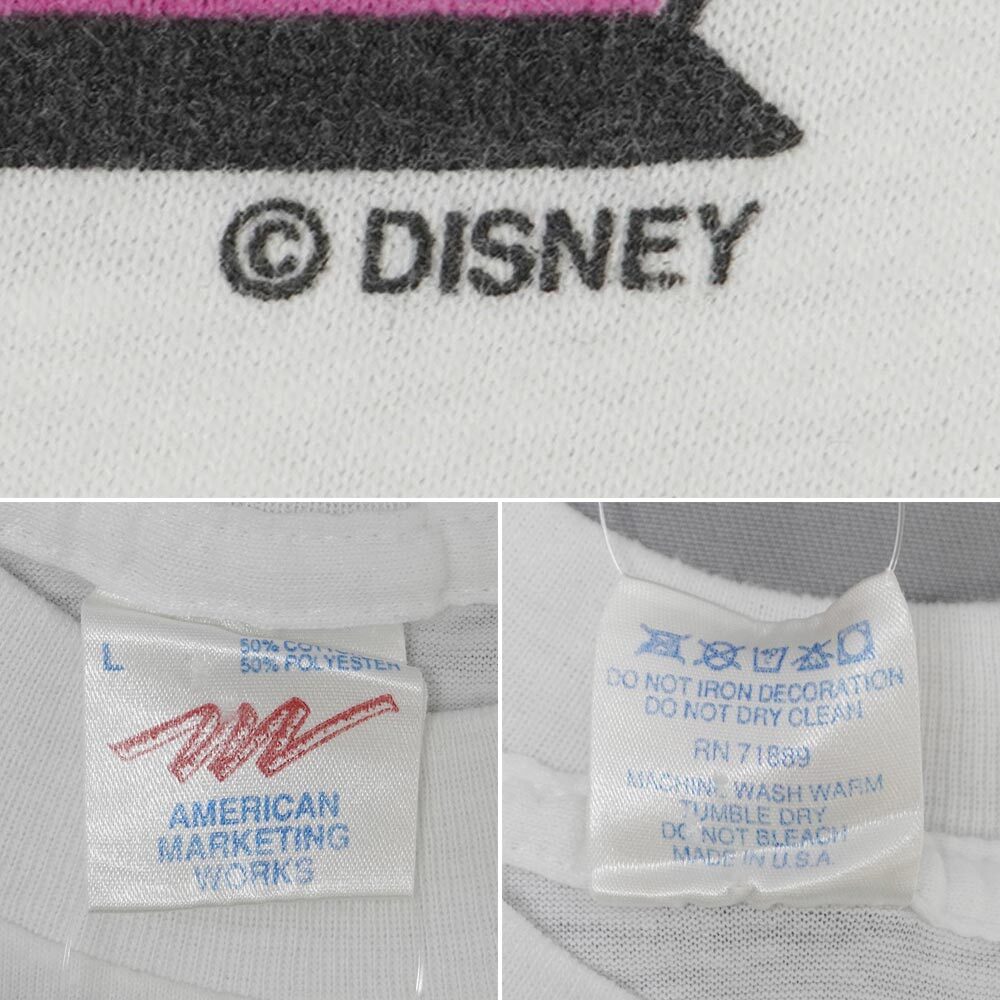 © DISNEY
L
50% COTTON
50% POLYESTER
AMERICAN
MARKETING
WORKS
DO NOT IRON DECORATION
DO NOT DRY CLEAN
RN 71889
MACHINE WASH WARM
TUMBLE DRY
DO NOT BLEACH
MADE IN U.S.A.